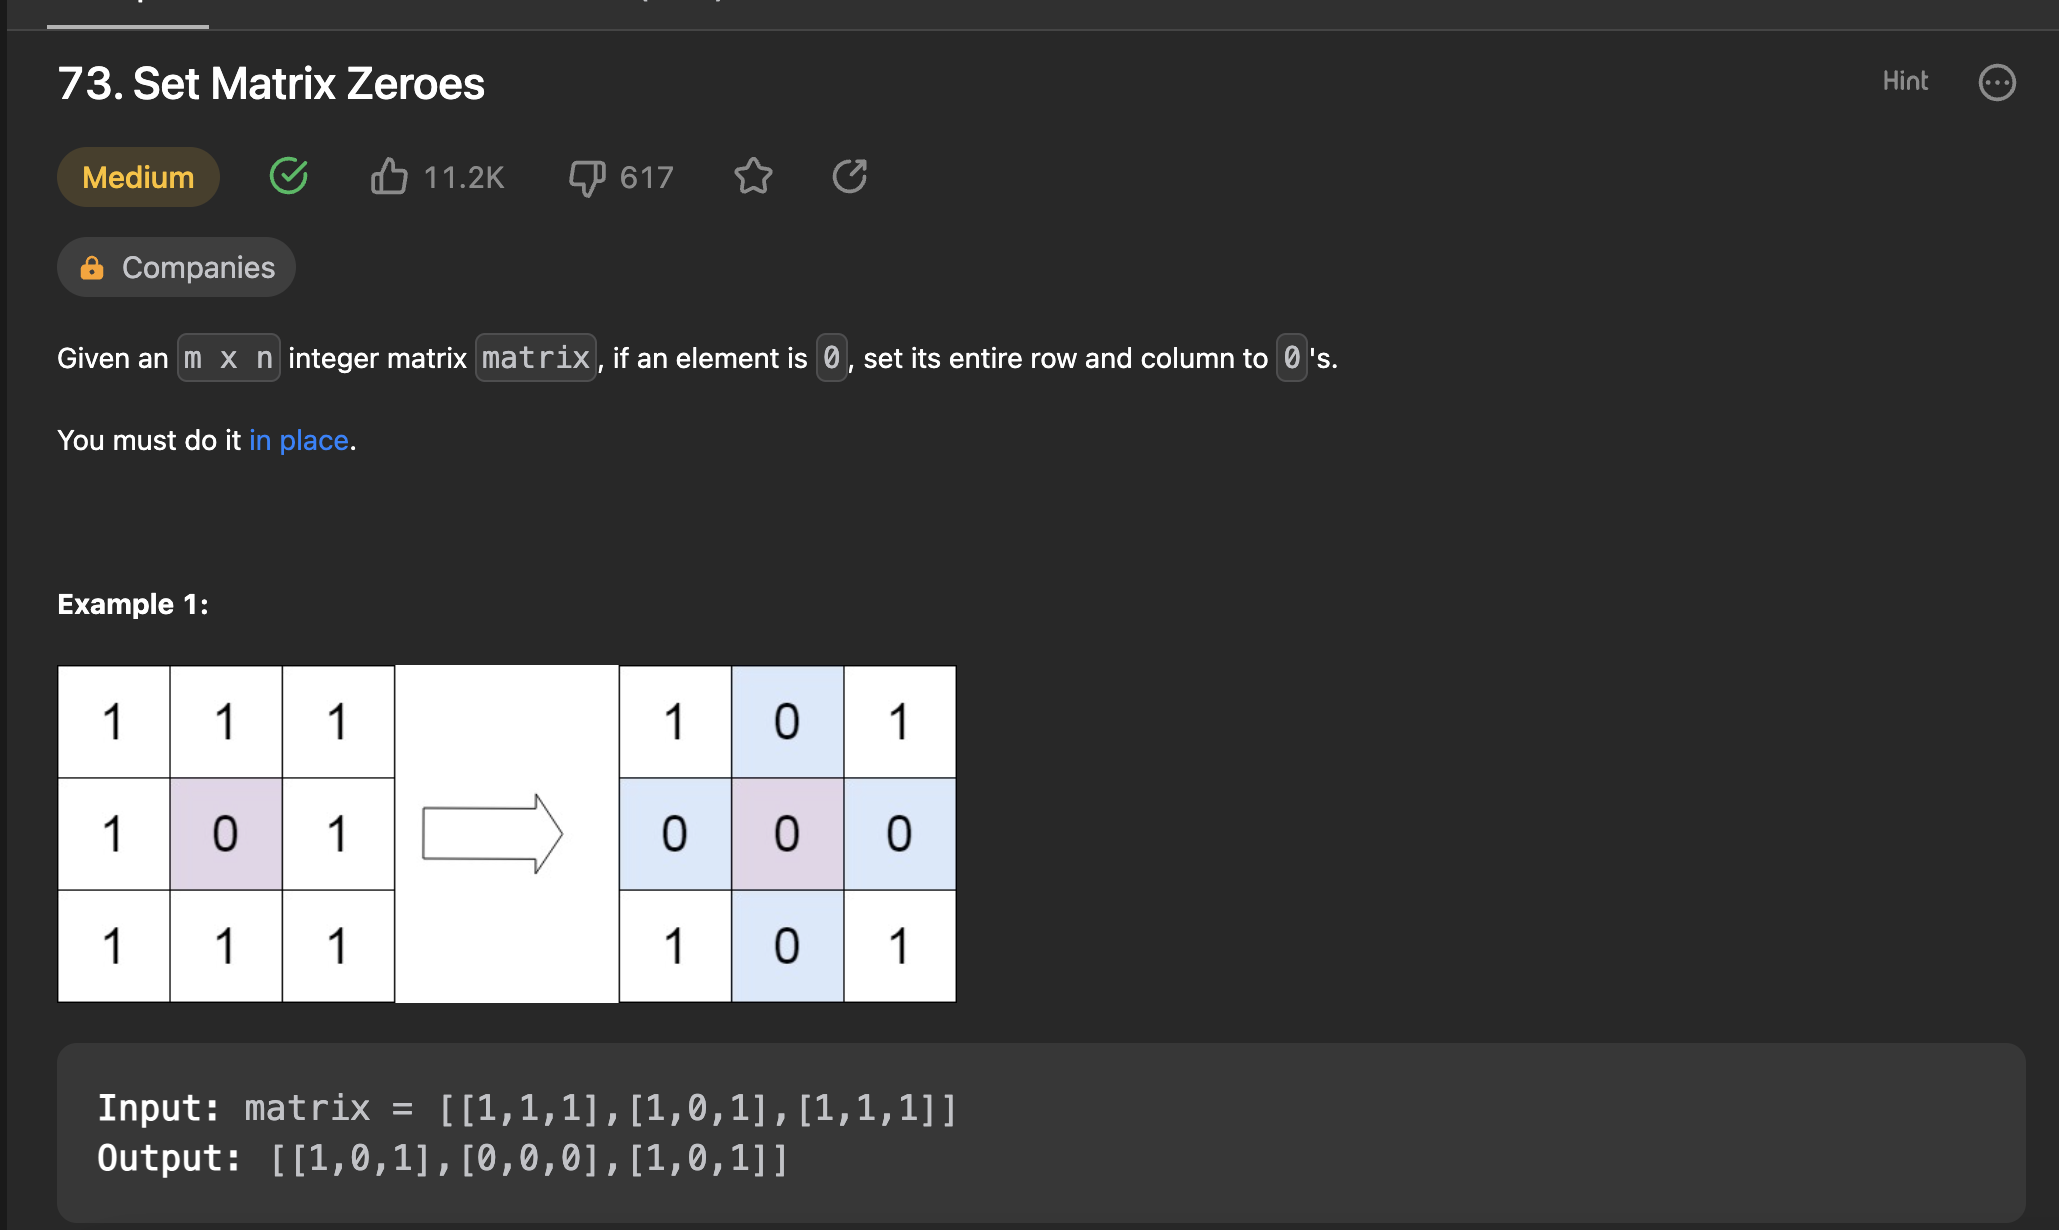 73. Set Matrix Zeroes
Hint
Medium
11.2K
617
Companies
Given an m x n integer matrix matrix, if an element is 0, set its entire row and column to 0's.
You must do it in place.
Example 1:
1 1 1 1 0 1
1 0 1 0 0 0
1 1 1 1 0 1
Input: matrix = [[1,1,1],[1,0,1],[1,1,1]]
Output: [[1,0,1],[0,0,0],[1,0,1]]